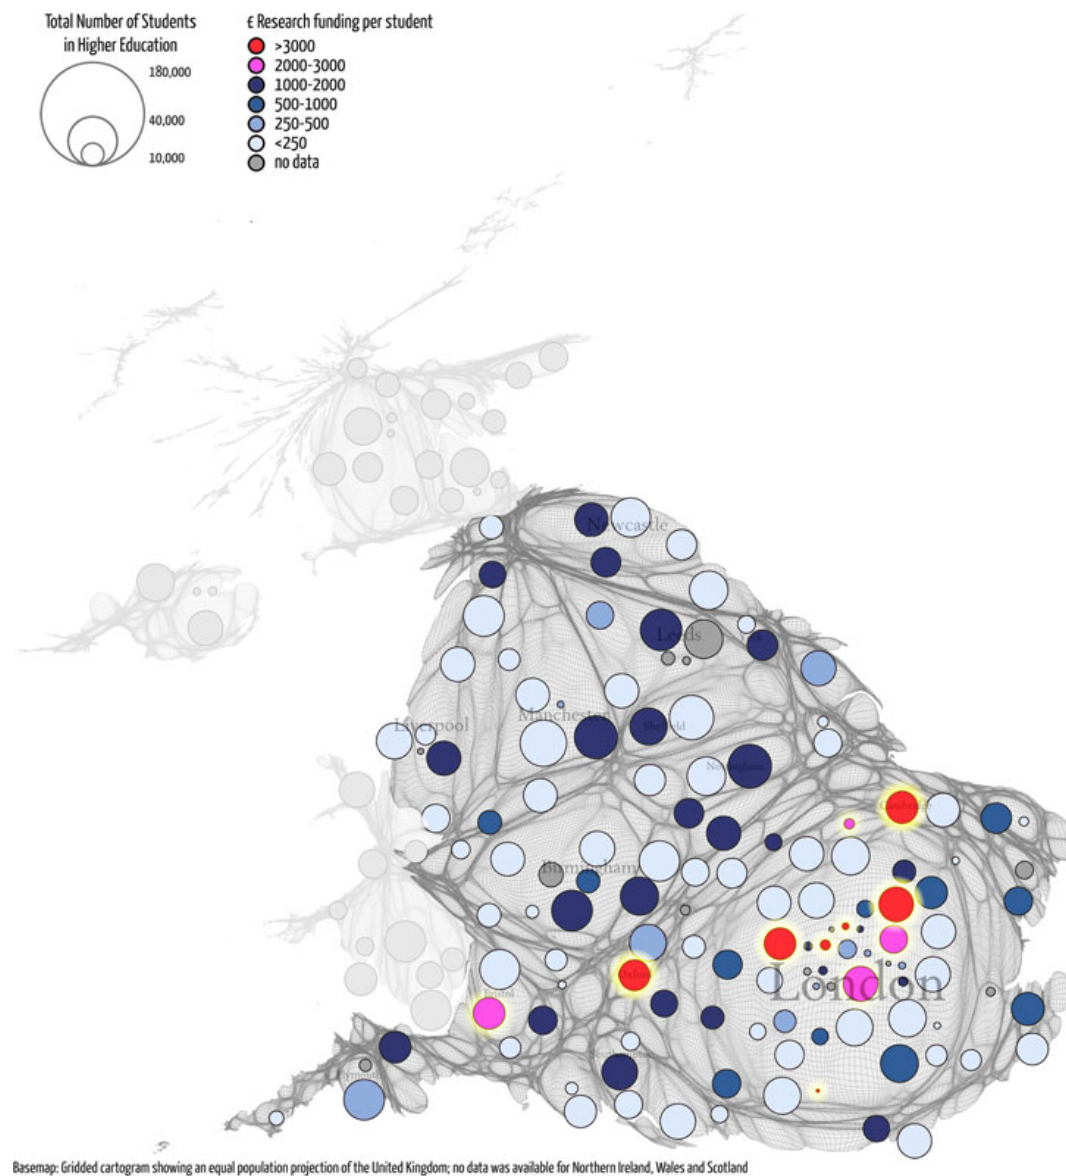 Total Number of Students
in Higher Education
180,000
40,000
10,000
£ Research funding per student
>3000
2000-3000
1000-2000
500-1000
250-500
<250
no data
Newcastle
Leeds
Liverpool
Manchester
Sheffield
Nottingham
Cambridge
Birmingham
Oxford
London
Bristol
Plymouth
Basemap: Gridded cartogram showing an equal population projection of the United Kingdom; no data was available for Northern Ireland, Wales and Scotland